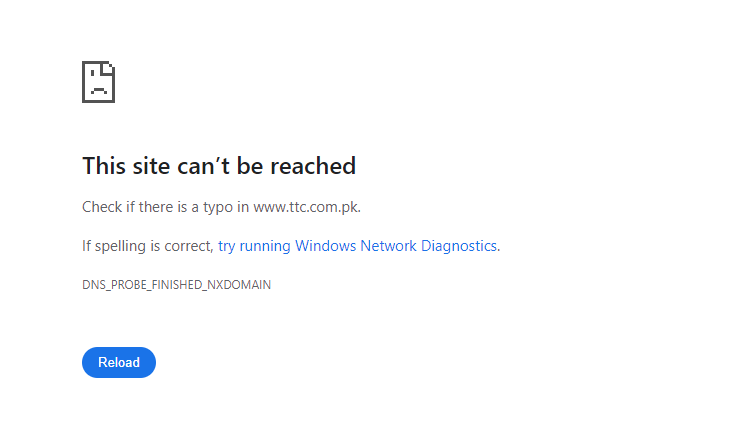 This site can’t be reached
Check if there is a typo in www.ttc.com.pk.
If spelling is correct, try running Windows Network Diagnostics.
DNS_PROBE_FINISHED_NXDOMAIN
Reload